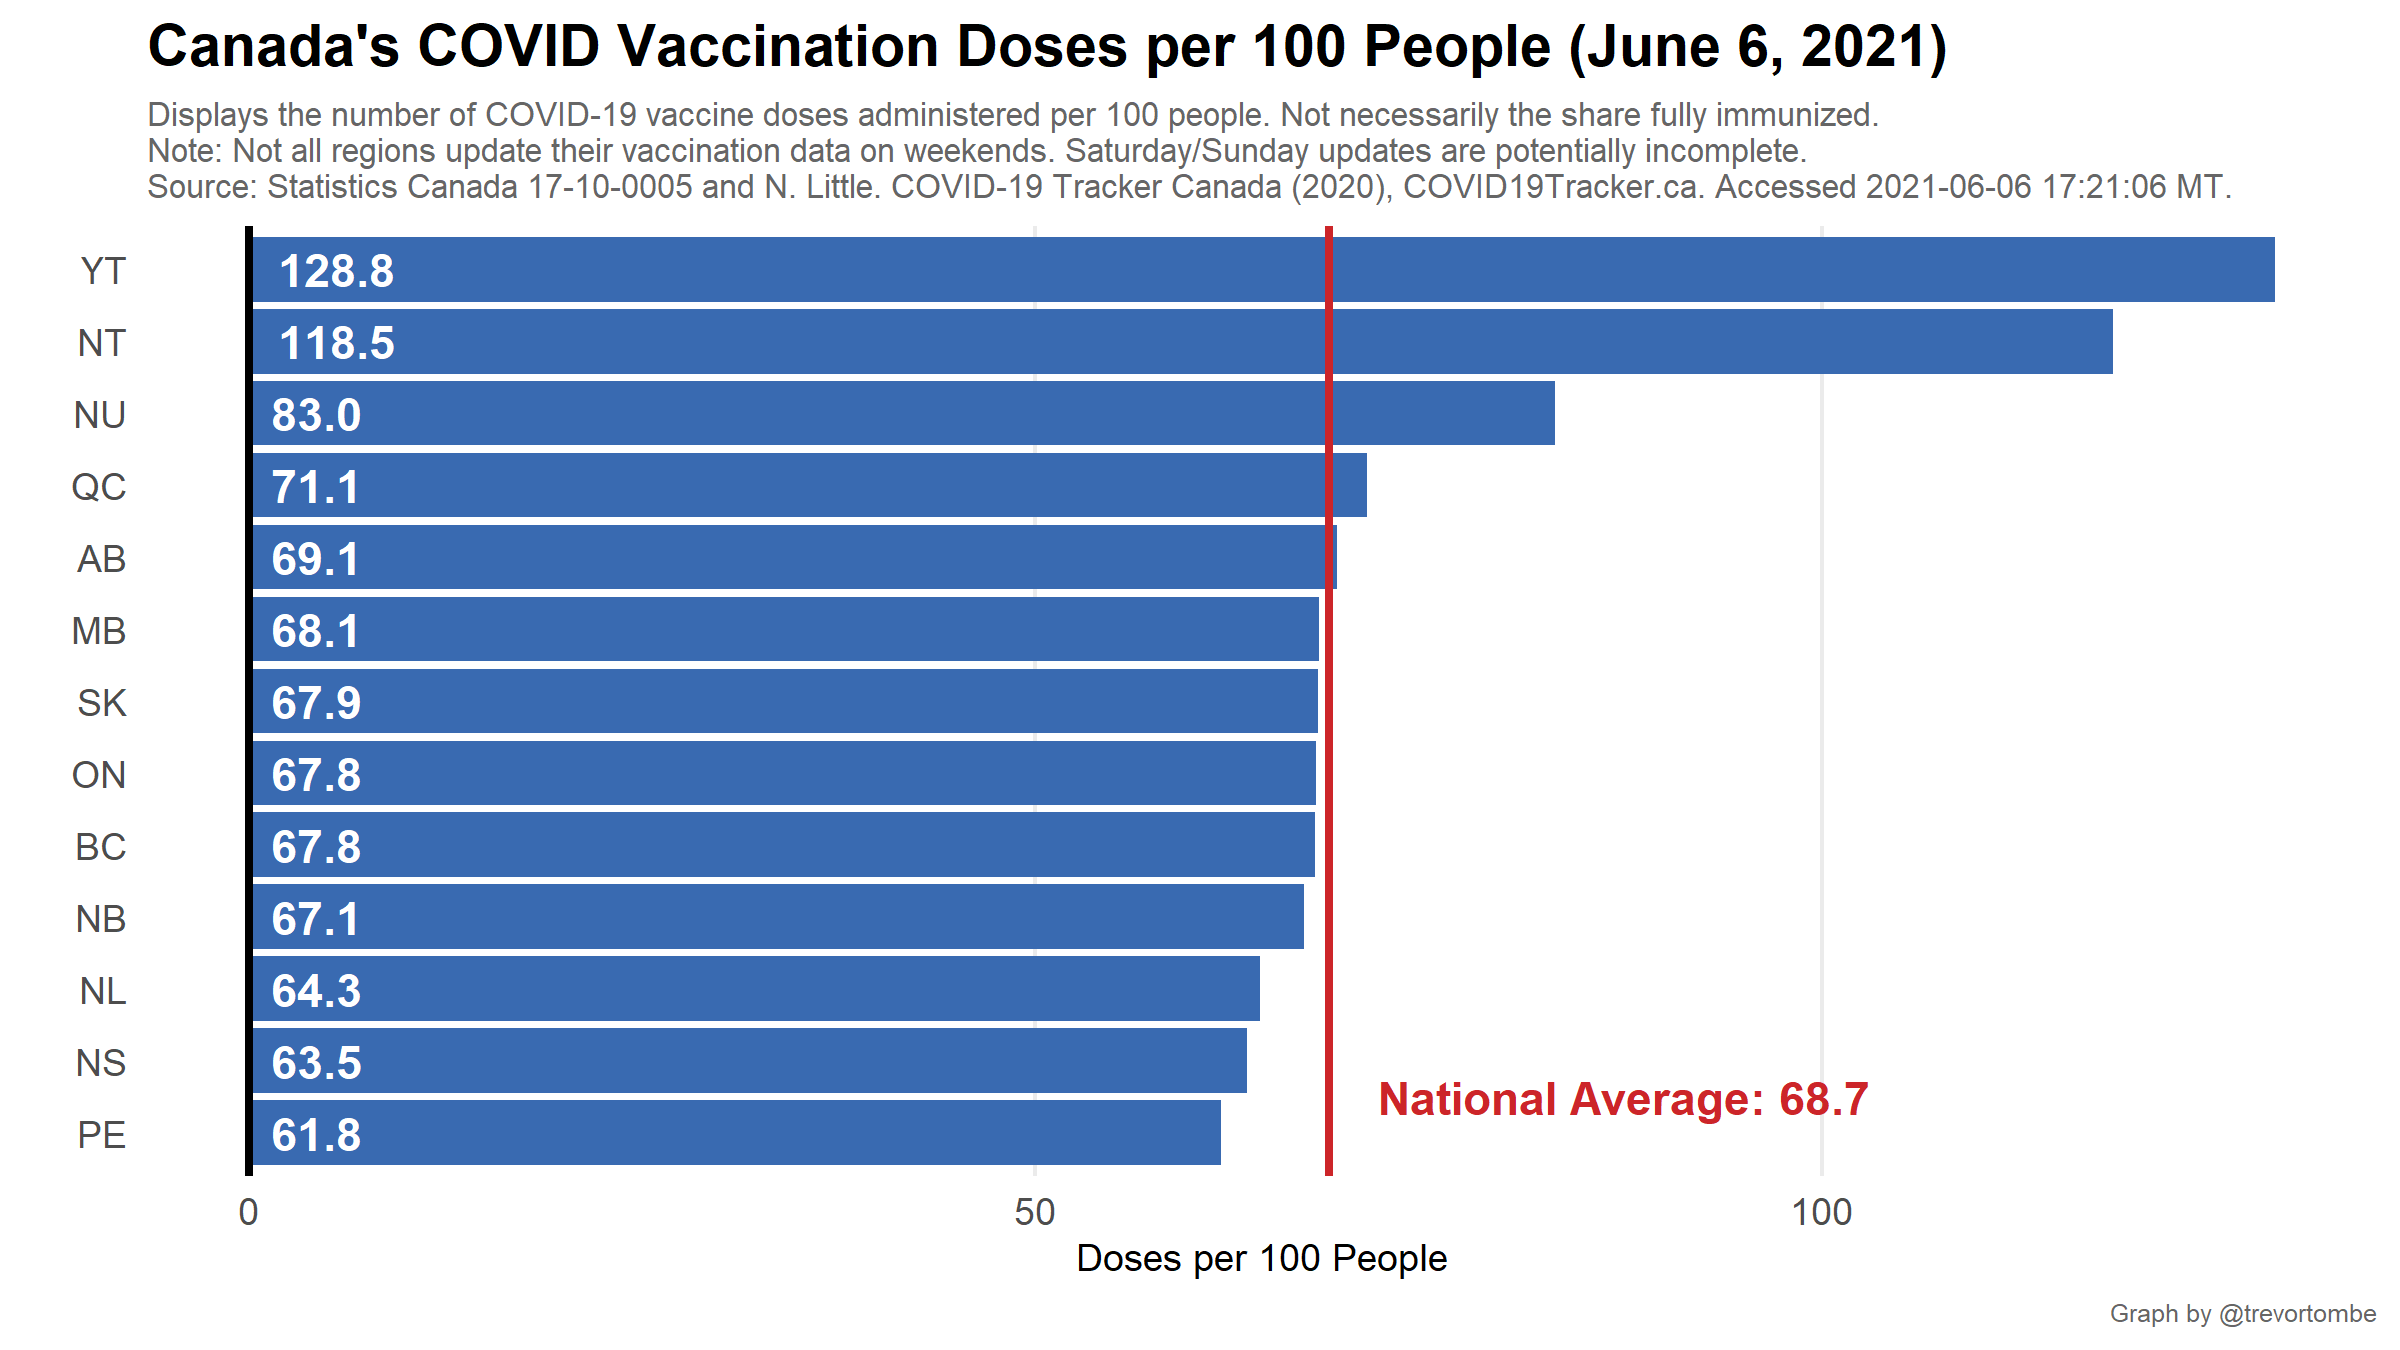 Canada's COVID Vaccination Doses per 100 People (June 6, 2021)
Displays the number of COVID-19 vaccine doses administered per 100 people. Not necessarily the share fully immunized.
Note: Not all regions update their vaccination data on weekends. Saturday/Sunday updates are potentially incomplete.
Source: Statistics Canada 17-10-0005 and N. Little. COVID-19 Tracker Canada (2020), COVID19Tracker.ca. Accessed 2021-06-06 17:21:06 MT.
YT 128.8
NT 118.5
NU 83.0
QC 71.1
AB 69.1
MB 68.1
SK 67.9
ON 67.8
BC 67.8
NB 67.1
NL 64.3
NS 63.5
National Average: 68.7
PE 61.8
0 50 100
Doses per 100 People
Graph by @trevortombe